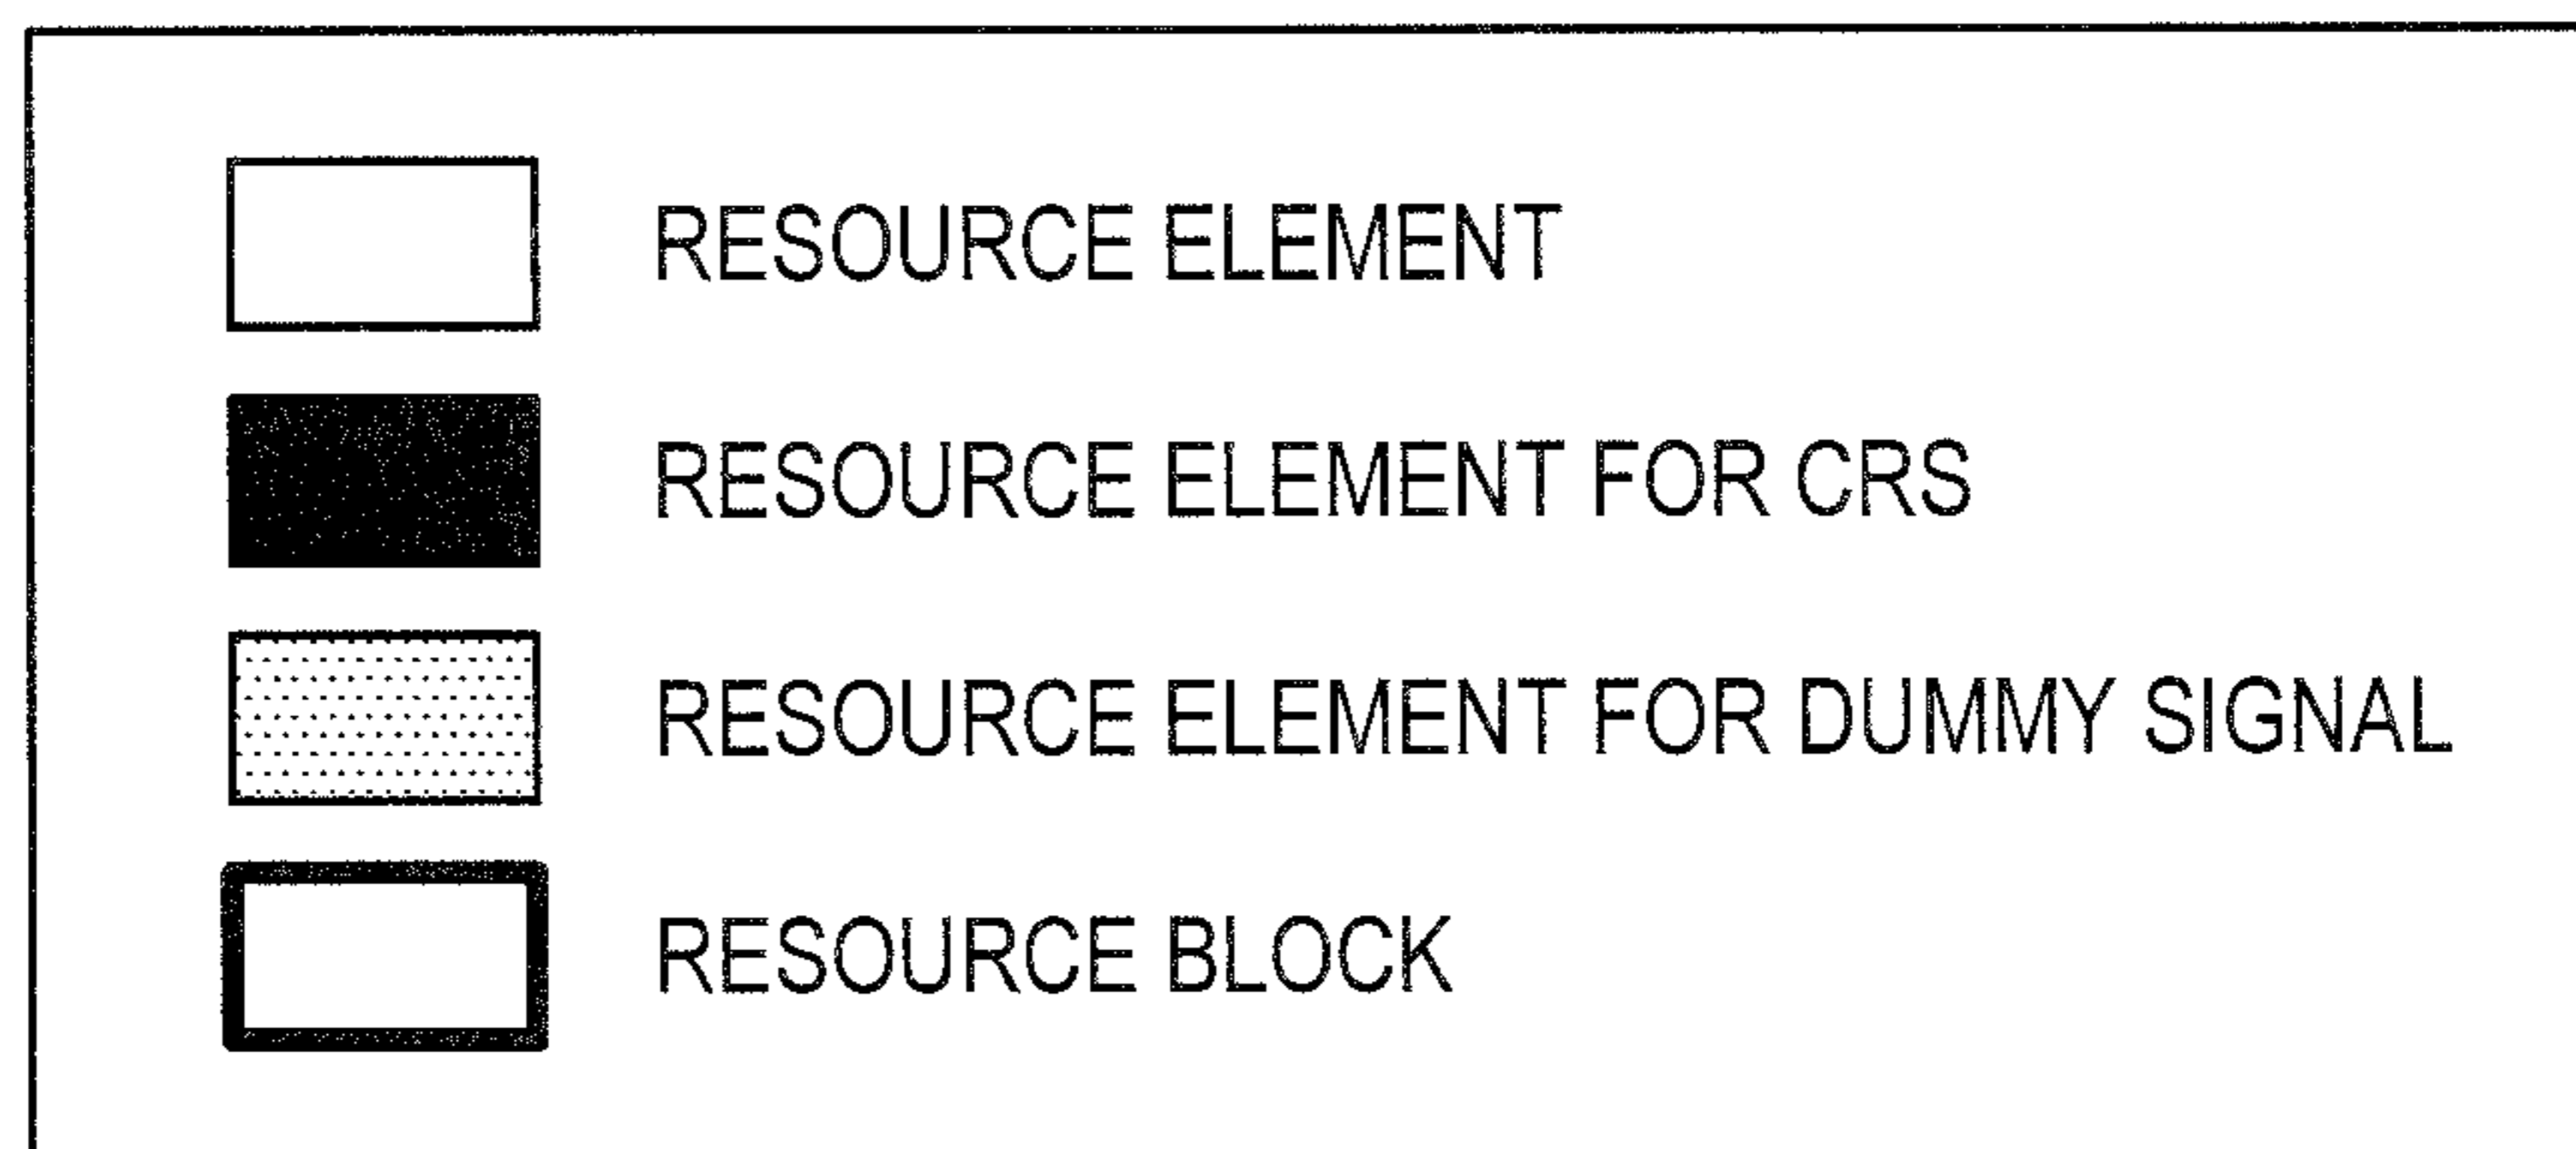 RESOURCE ELEMENT
RESOURCE ELEMENT FOR CRS
RESOURCE ELEMENT FOR DUMMY SIGNAL
RESOURCE BLOCK